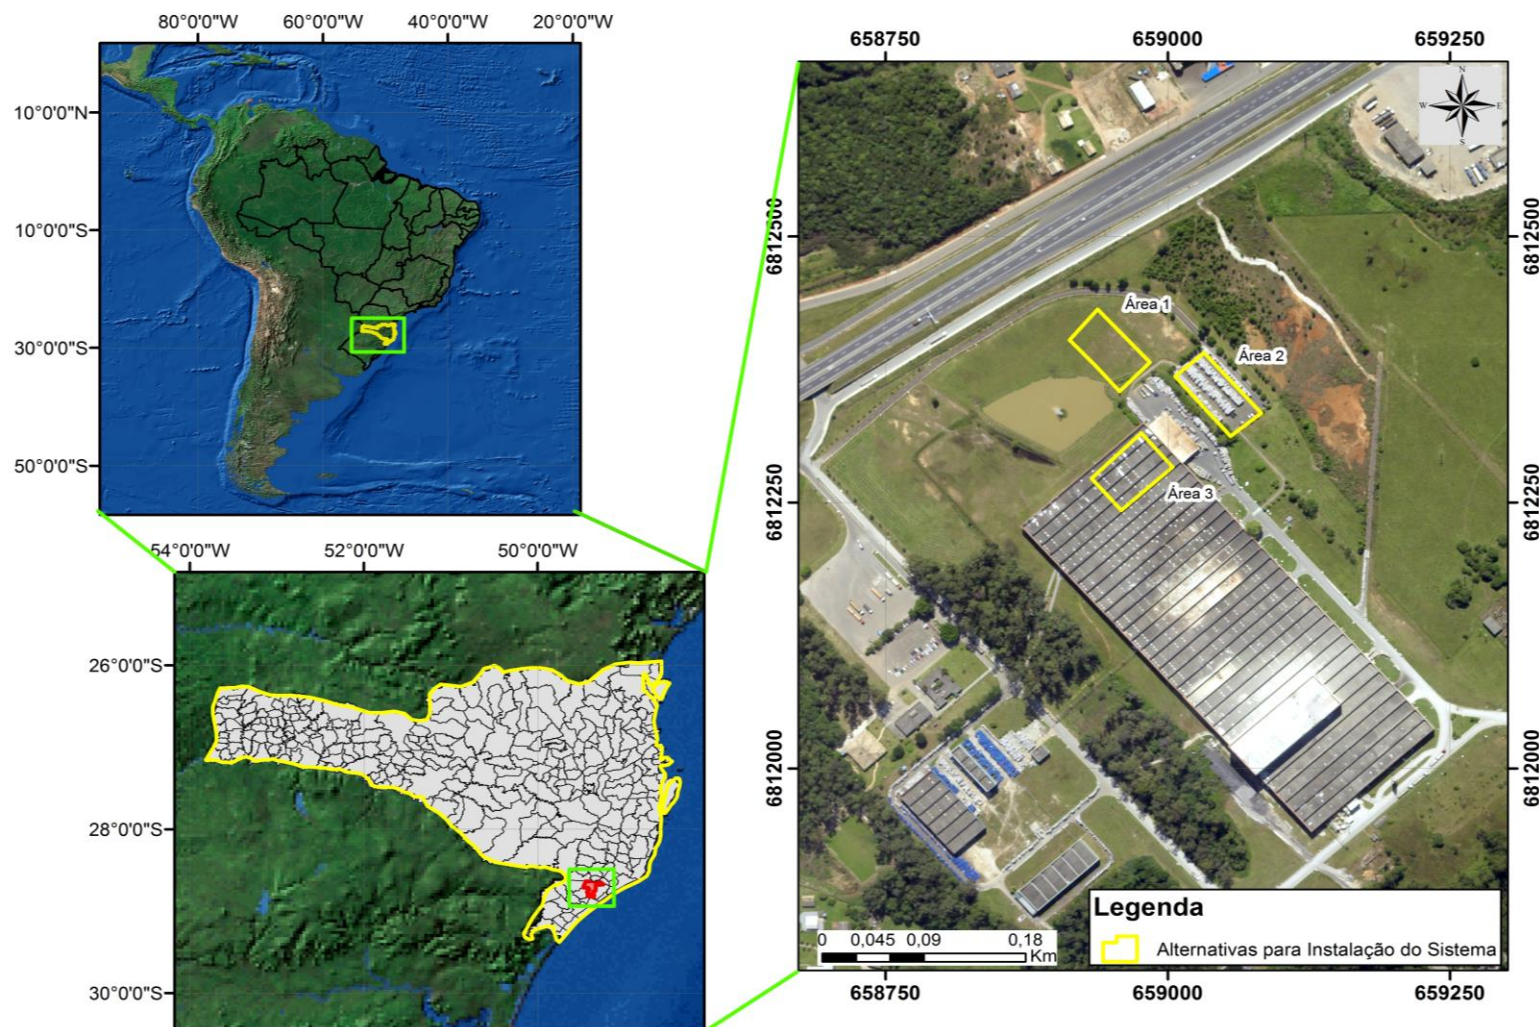 80°0'0"W 60°0'0"W 40°0'0"W 20°0'0"W
10°0'0"N
10°0'0"S
30°0'0"S
50°0'0"S
54°0'0"W 52°0'0"W 50°0'0"W
26°0'0"S
28°0'0"S
30°0'0"S
658750 659000 659250
N
W E
S
6812500 6812500
Área 1
Área 2
Área 3
6812250 6812250
6812000 6812000
Legenda
Alternativas para Instalação do Sistema
0 0,045 0,09 0,18
Km
658750 659000 659250